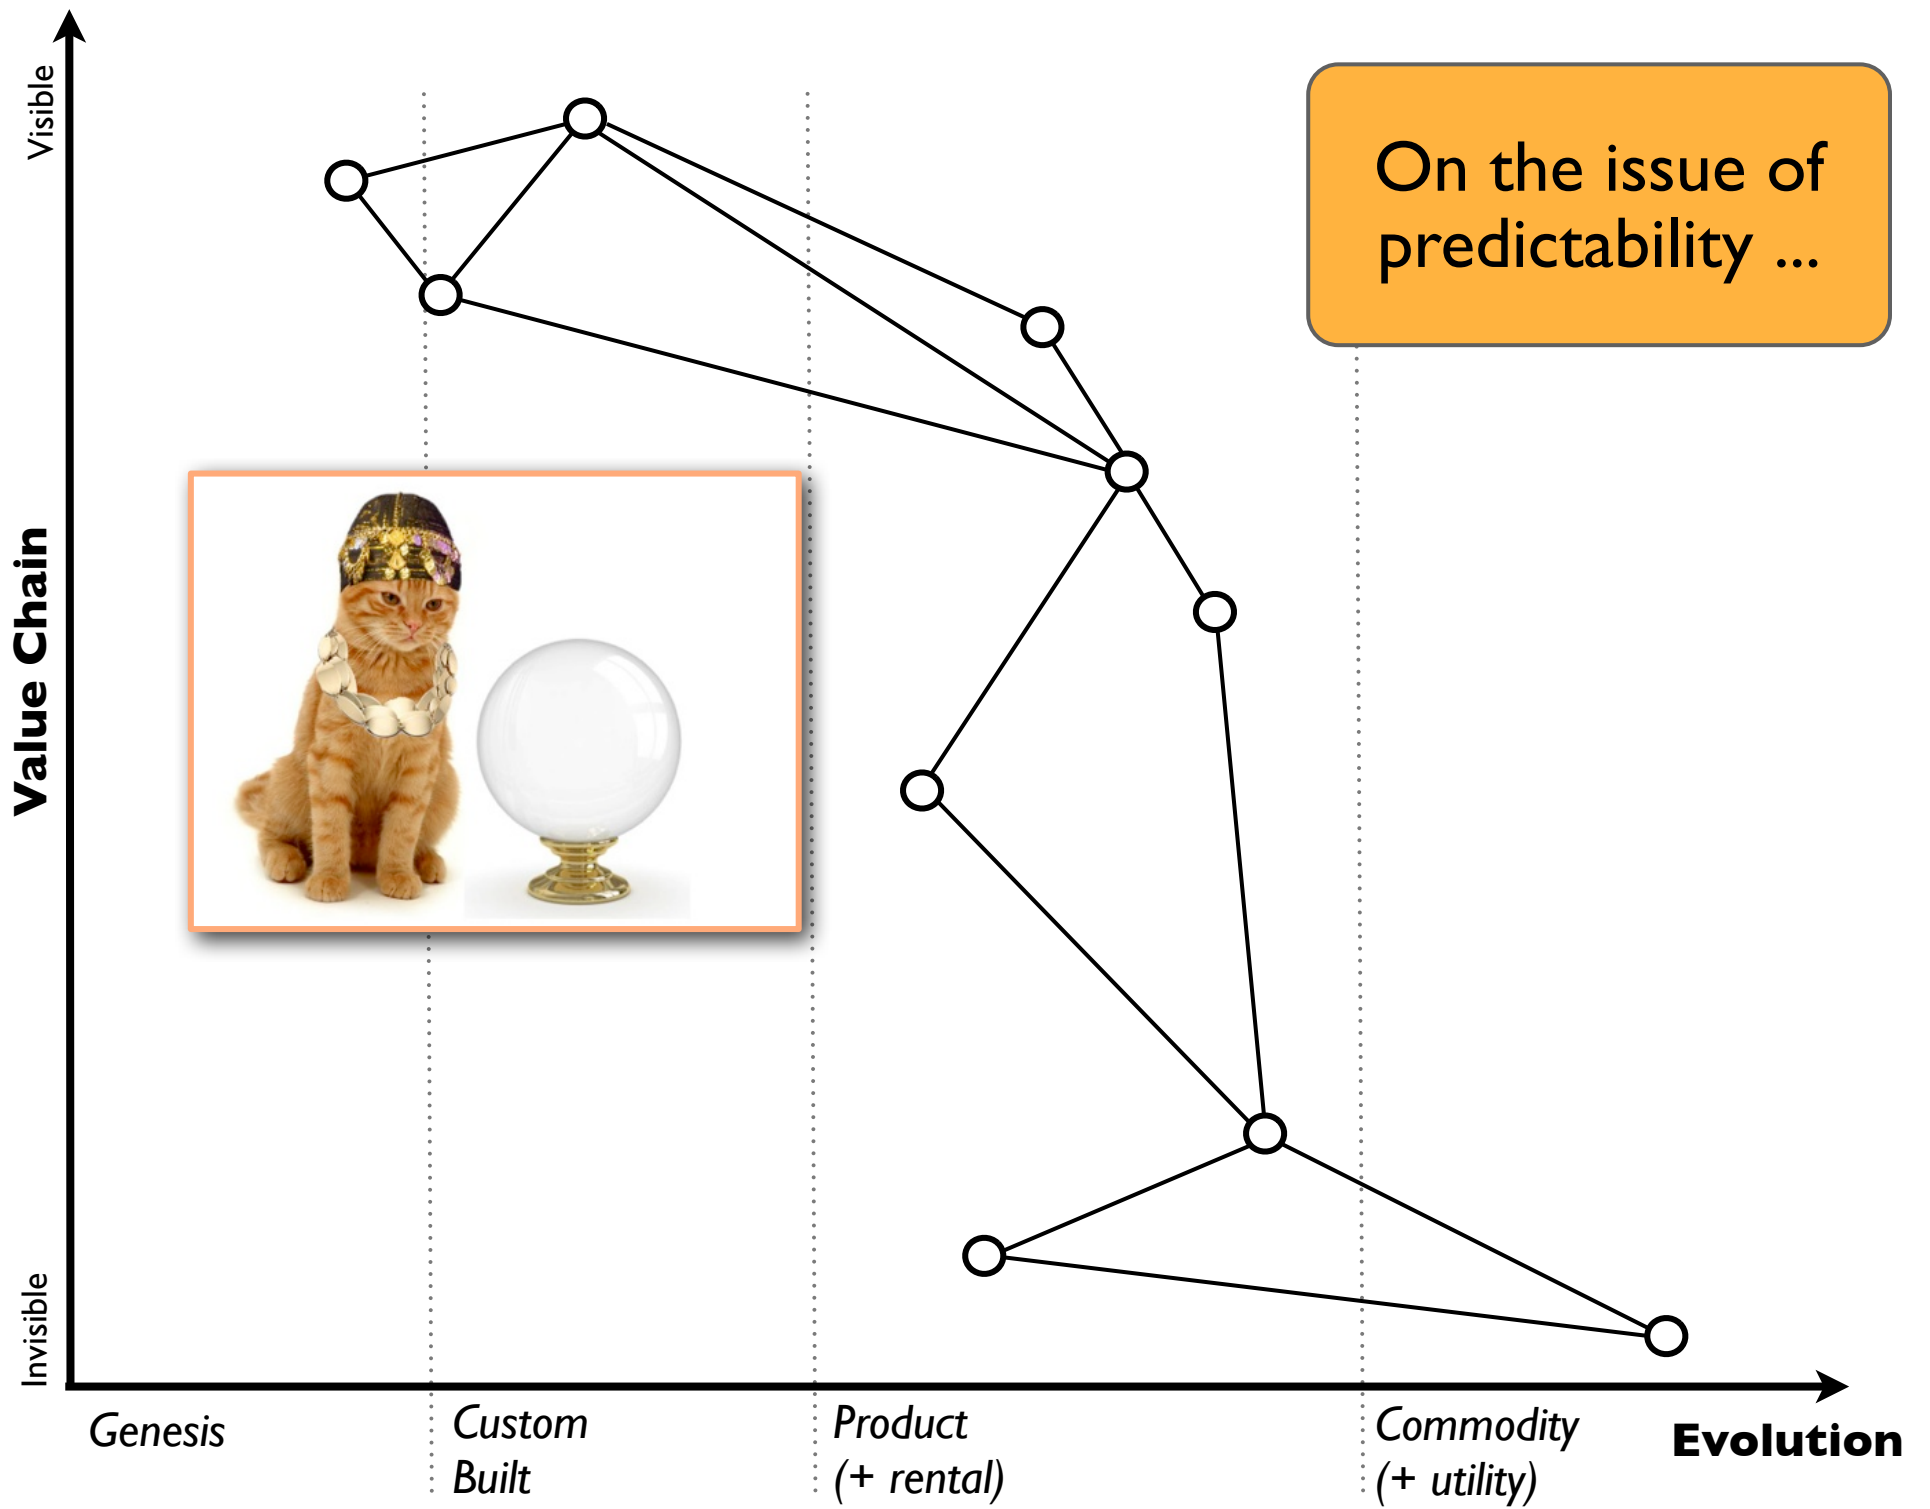 Visible
On the issue of
predictability ...
Value Chain
Invisible
Genesis
Custom
Built
Product
(+ rental)
Commodity
(+ utility)
Evolution